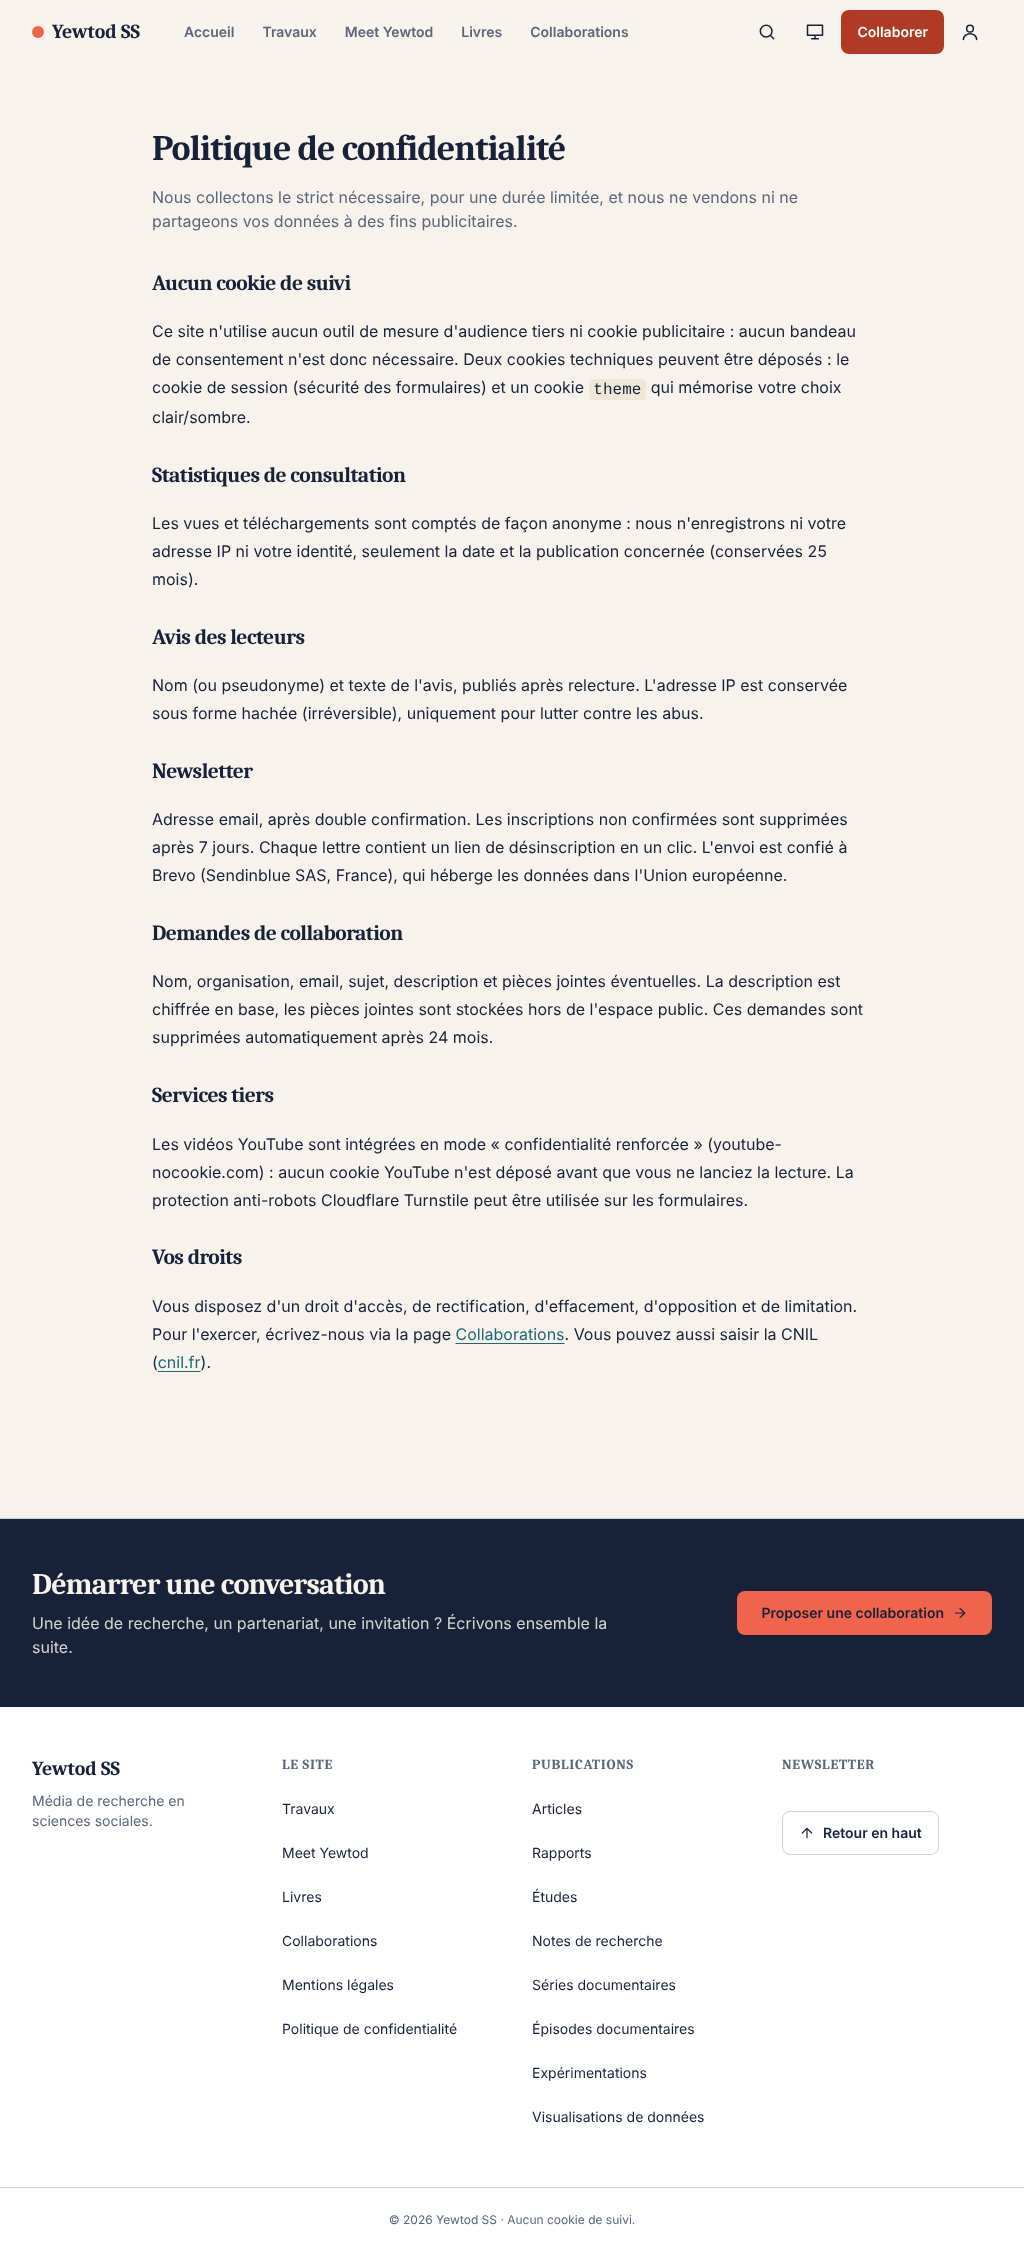 Yewtod SS
Accueil
Travaux
Meet Yewtod
Livres
Collaborations
Collaborer
Politique de confidentialité
Nous collectons le strict nécessaire, pour une durée limitée, et nous ne vendons ni ne
partageons vos données à des fins publicitaires.
Aucun cookie de suivi
Ce site n'utilise aucun outil de mesure d'audience tiers ni cookie publicitaire : aucun bandeau
de consentement n'est donc nécessaire. Deux cookies techniques peuvent être déposés : le
cookie de session (sécurité des formulaires) et un cookie theme qui mémorise votre choix
clair/sombre.
Statistiques de consultation
Les vues et téléchargements sont comptés de façon anonyme : nous n'enregistrons ni votre
adresse IP ni votre identité, seulement la date et la publication concernée (conservées 25
mois).
Avis des lecteurs
Nom (ou pseudonyme) et texte de l'avis, publiés après relecture. L'adresse IP est conservée
sous forme hachée (irréversible), uniquement pour lutter contre les abus.
Newsletter
Adresse email, après double confirmation. Les inscriptions non confirmées sont supprimées
après 7 jours. Chaque lettre contient un lien de désinscription en un clic. L'envoi est confié à
Brevo (Sendinblue SAS, France), qui héberge les données dans l'Union européenne.
Demandes de collaboration
Nom, organisation, email, sujet, description et pièces jointes éventuelles. La description est
chiffrée en base, les pièces jointes sont stockées hors de l'espace public. Ces demandes sont
supprimées automatiquement après 24 mois.
Services tiers
Les vidéos YouTube sont intégrées en mode « confidentialité renforcée » (youtube-
nocookie.com) : aucun cookie YouTube n'est déposé avant que vous ne lanciez la lecture. La
protection anti-robots Cloudflare Turnstile peut être utilisée sur les formulaires.
Vos droits
Vous disposez d'un droit d'accès, de rectification, d'effacement, d'opposition et de limitation.
Pour l'exercer, écrivez-nous via la page Collaborations. Vous pouvez aussi saisir la CNIL
(cnil.fr).
Démarrer une conversation
Une idée de recherche, un partenariat, une invitation ? Écrivons ensemble la
suite.
Proposer une collaboration
Yewtod SS
Média de recherche en
sciences sociales.
LE SITE
Travaux
Meet Yewtod
Livres
Collaborations
Mentions légales
Politique de confidentialité
PUBLICATIONS
Articles
Rapports
Études
Notes de recherche
Séries documentaires
Épisodes documentaires
Expérimentations
Visualisations de données
NEWSLETTER
Retour en haut
© 2026 Yewtod SS · Aucun cookie de suivi.